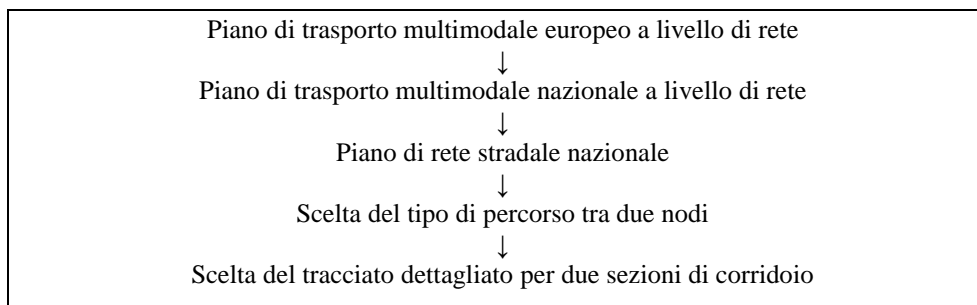 Piano di trasporto multimodale europeo a livello di rete
↓
Piano di trasporto multimodale nazionale a livello di rete
↓
Piano di rete stradale nazionale
↓
Scelta del tipo di percorso tra due nodi
↓
Scelta del tracciato dettagliato per due sezioni di corridoio